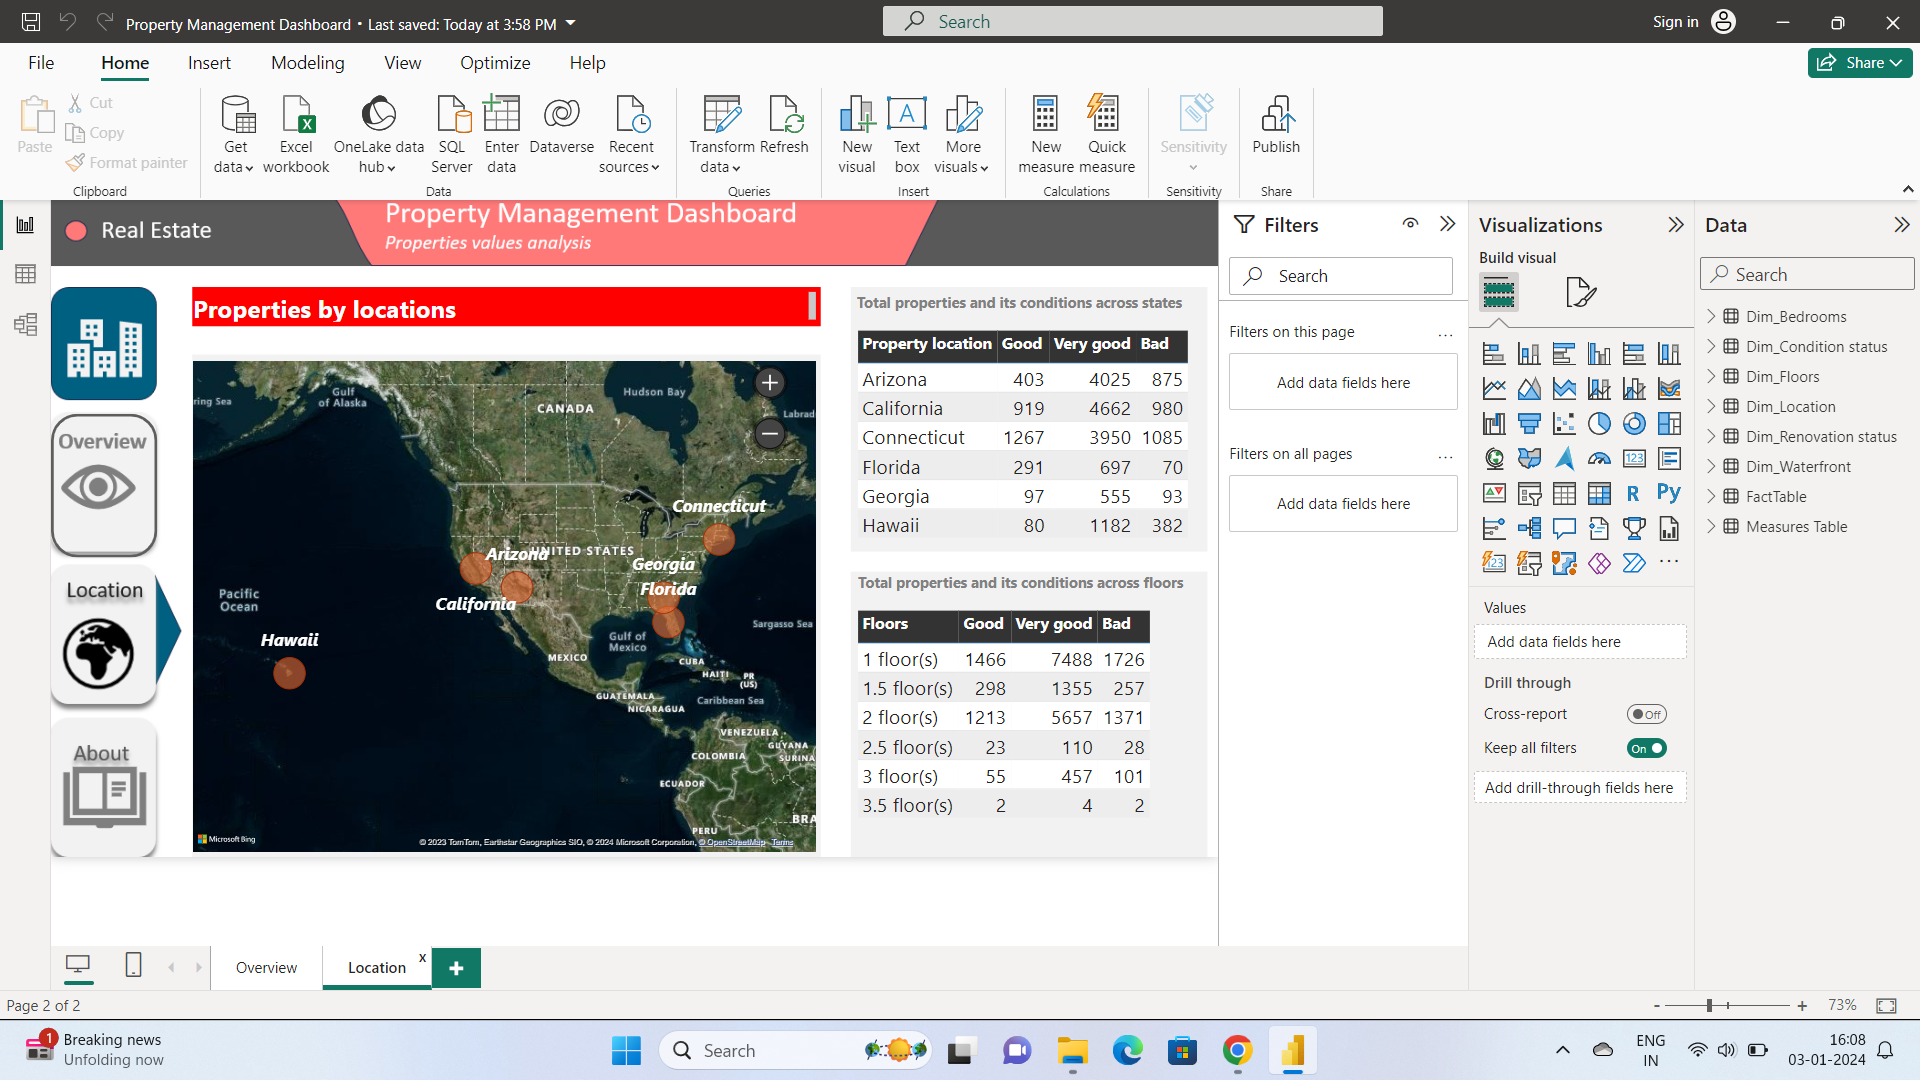 Property Management Dashboard • Last saved: Today at 3:58 PM
Search
Sign in
File Home Insert Modeling View Optimize Help
Share
Paste
Cut
Copy
Format painter
Clipboard
Get data
Excel workbook
OneLake data hub
SQL Server
Enter data
Dataverse
Recent sources
Data
Transform data
Refresh
Queries
New visual
Text box
More visuals
Insert
New measure
Quick measure
Calculations
Sensitivity
Sensitivity
Publish
Share
Real Estate
Property Management Dashboard
Properties values analysis
Overview
Location
About
Properties by locations
ring Sea
Gulf of Alaska
Hudson Bay
CANADA
Labrad
Connecticut
Arizona
UNITED STATES
Georgia
Florida
California
Pacific Ocean
Hawaii
Sargasso Sea
Gulf of Mexico
MEXICO
CUBA
HAITI
PR (US)
GUATEMALA
Caribbean Sea
NICARAGUA
VENEZUELA
GUYANA
COLOMBIA
SURINA
ECUADOR
BRA
PERU
Microsoft Bing
© 2023 TomTom, Earthstar Geographics SIO, © 2024 Microsoft Corporation, © OpenStreetMap Terms
Total properties and its conditions across states
Property location Good Very good Bad
Arizona 403 4025 875
California 919 4662 980
Connecticut 1267 3950 1085
Florida 291 697 70
Georgia 97 555 93
Hawaii 80 1182 382
Total properties and its conditions across floors
Floors Good Very good Bad
1 floor(s) 1466 7488 1726
1.5 floor(s) 298 1355 257
2 floor(s) 1213 5657 1371
2.5 floor(s) 23 110 28
3 floor(s) 55 457 101
3.5 floor(s) 2 4 2
Filters
Search
Filters on this page
...
Add data fields here
Filters on all pages
...
Add data fields here
Visualizations
Build visual
123
R
Py
123
...
Values
Add data fields here
Drill through
Cross-report
Off
Keep all filters
On
Add drill-through fields here
Data
Search
Dim_Bedrooms
Dim_Condition status
Dim_Floors
Dim_Location
Dim_Renovation status
Dim_Waterfront
FactTable
Measures Table
Overview
Location
x
+
Page 2 of 2
- + 73%
1
Breaking news
Unfolding now
Search
ENG
IN
16:08
03-01-2024